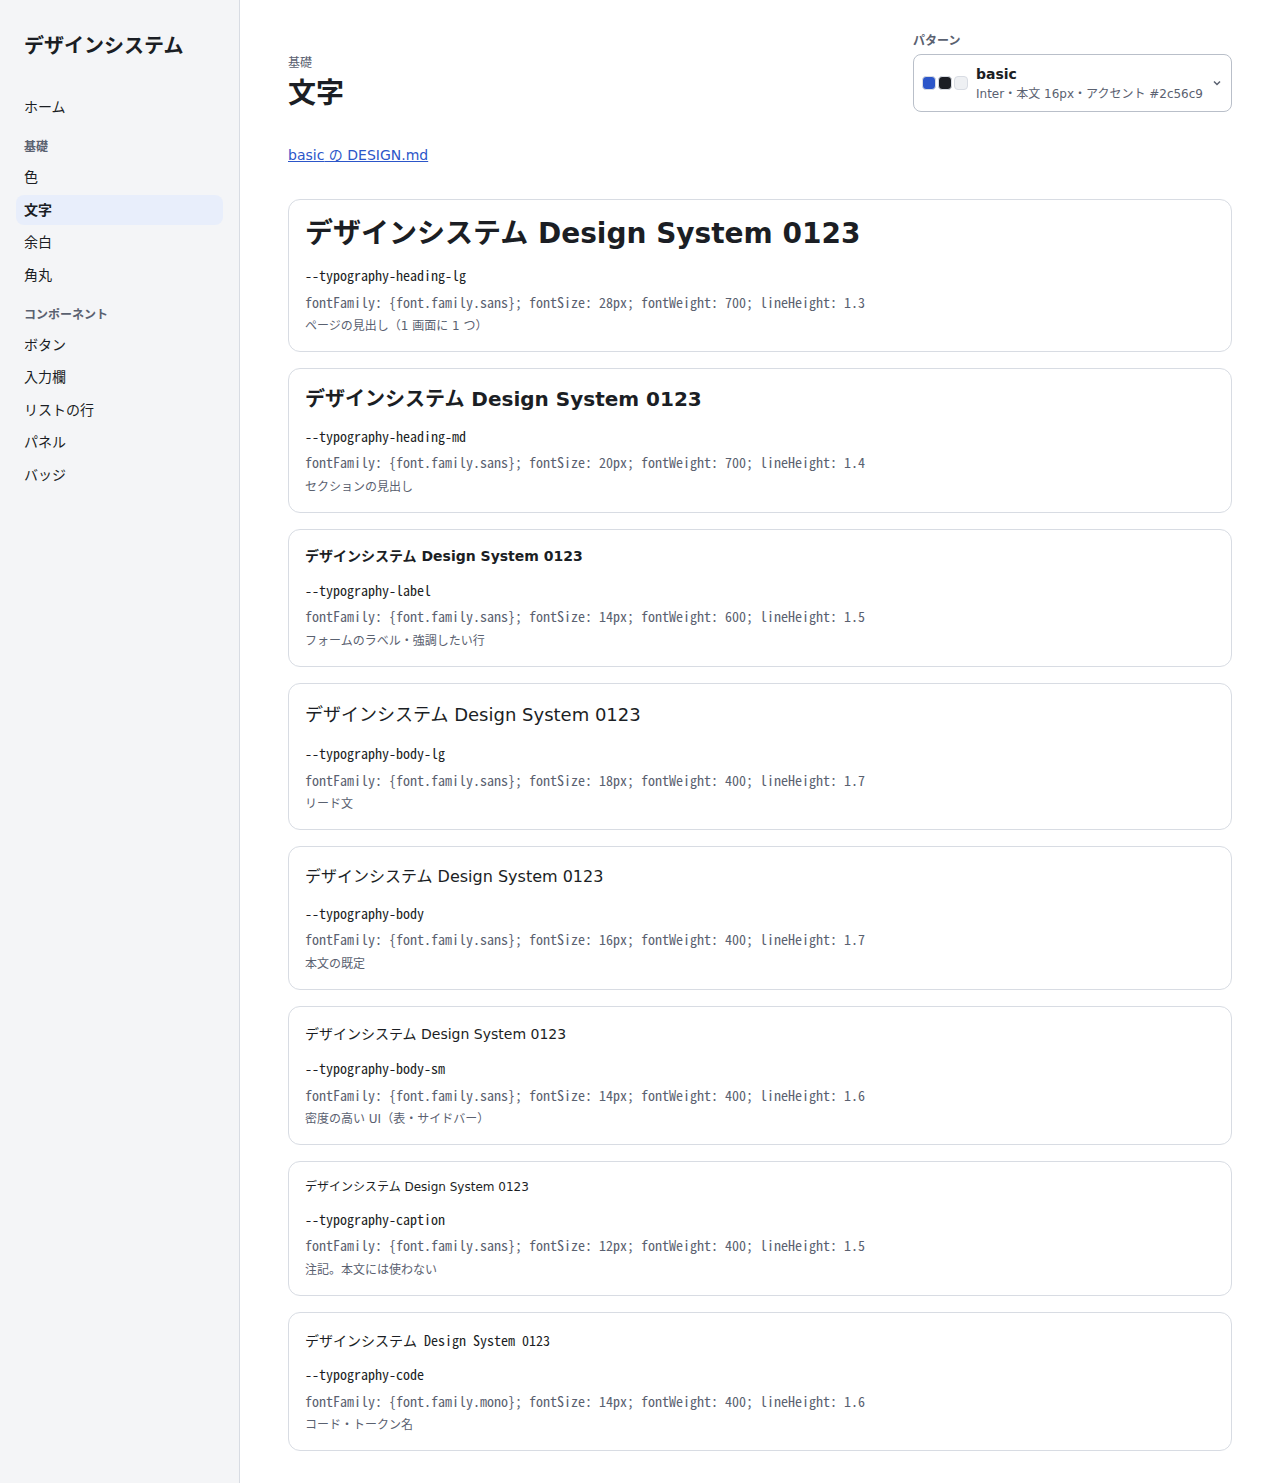 デザインシステム
ホーム
基礎
色
文字
余白
角丸
コンポーネント
ボタン
入力欄
リストの行
パネル
バッジ
基礎
文字
パターン
basic
Inter・本文 16px・アクセント #2c56c9
basic の DESIGN.md
デザインシステム Design System 0123
--typography-heading-lg
fontFamily: {font.family.sans}; fontSize: 28px; fontWeight: 700; lineHeight: 1.3
ページの見出し（1 画面に 1 つ）
デザインシステム Design System 0123
--typography-heading-md
fontFamily: {font.family.sans}; fontSize: 20px; fontWeight: 700; lineHeight: 1.4
セクションの見出し
デザインシステム Design System 0123
--typography-label
fontFamily: {font.family.sans}; fontSize: 14px; fontWeight: 600; lineHeight: 1.5
フォームのラベル・強調したい行
デザインシステム Design System 0123
--typography-body-lg
fontFamily: {font.family.sans}; fontSize: 18px; fontWeight: 400; lineHeight: 1.7
リード文
デザインシステム Design System 0123
--typography-body
fontFamily: {font.family.sans}; fontSize: 16px; fontWeight: 400; lineHeight: 1.7
本文の既定
デザインシステム Design System 0123
--typography-body-sm
fontFamily: {font.family.sans}; fontSize: 14px; fontWeight: 400; lineHeight: 1.6
密度の高い UI（表・サイドバー）
デザインシステム Design System 0123
--typography-caption
fontFamily: {font.family.sans}; fontSize: 12px; fontWeight: 400; lineHeight: 1.5
注記。本文には使わない
デザインシステム Design System 0123
--typography-code
fontFamily: {font.family.mono}; fontSize: 14px; fontWeight: 400; lineHeight: 1.6
コード・トークン名